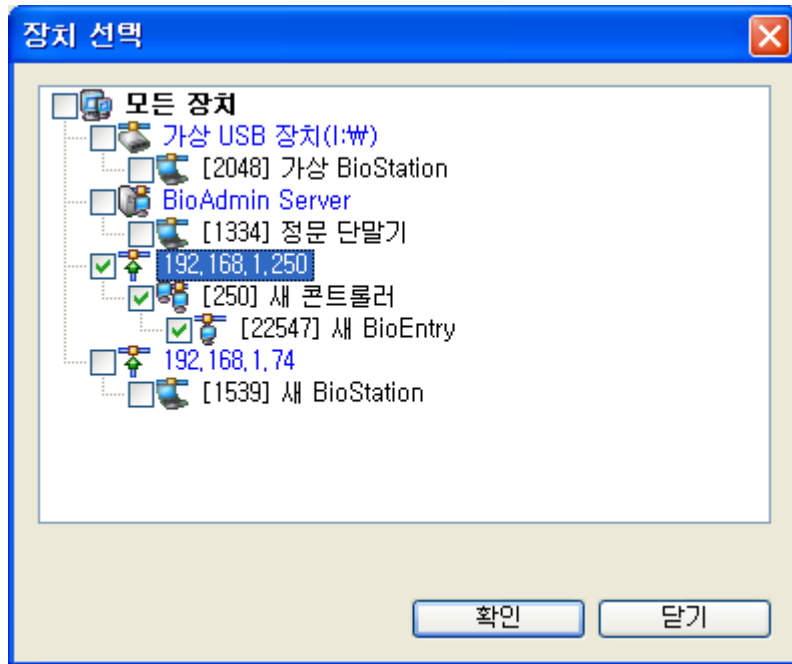 장치 선택
모든 장치
가상 USB 장치(I:₩)
[2048] 가상 BioStation
BioAdmin Server
[1334] 정문 단말기
192,168,1,250
[250] 새 콘트롤러
[22547] 새 BioEntry
192,168,1,74
[1539] 새 BioStation
확인 닫기